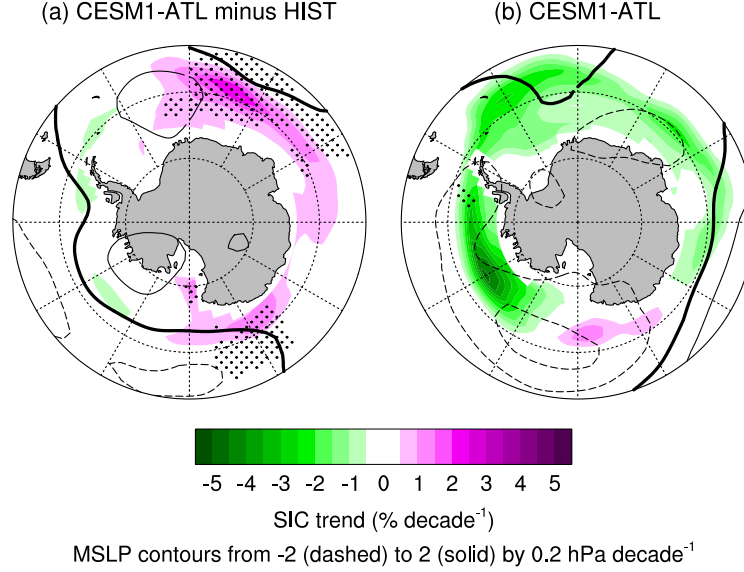 (a) CESM1-ATL minus HIST
(b) CESM1-ATL
-5 -4 -3 -2 -1 0 1 2 3 4 5
SIC trend (% decade⁻¹)
MSLP contours from -2 (dashed) to 2 (solid) by 0.2 hPa decade⁻¹